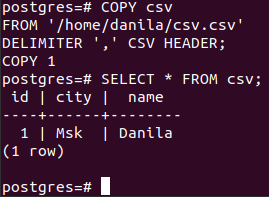 postgres=# COPY csv
FROM '/home/danila/csv.csv'
DELIMITER ',' CSV HEADER;
COPY 1
postgres=# SELECT * FROM csv;
 id | city |  name
----+------+--------
  1 | Msk  | Danila
(1 row)

postgres=#